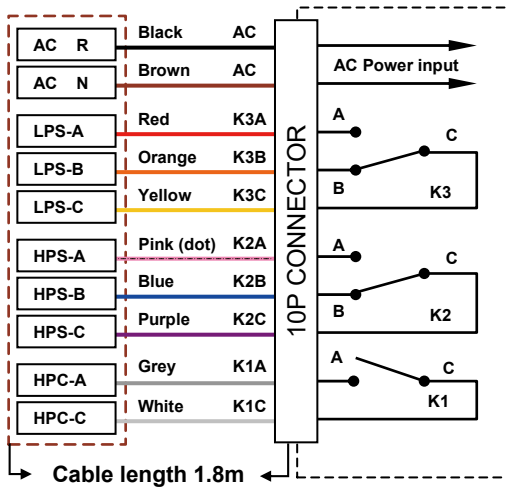 AC R Black AC
AC N Brown AC
AC Power input
LPS-A Red K3A
LPS-B Orange K3B
LPS-C Yellow K3C
A
B
C
K3
HPS-A Pink (dot) K2A
HPS-B Blue K2B
HPS-C Purple K2C
A
B
C
K2
HPC-A Grey K1A
HPC-C White K1C
A
C
K1
10P CONNECTOR
Cable length 1.8m